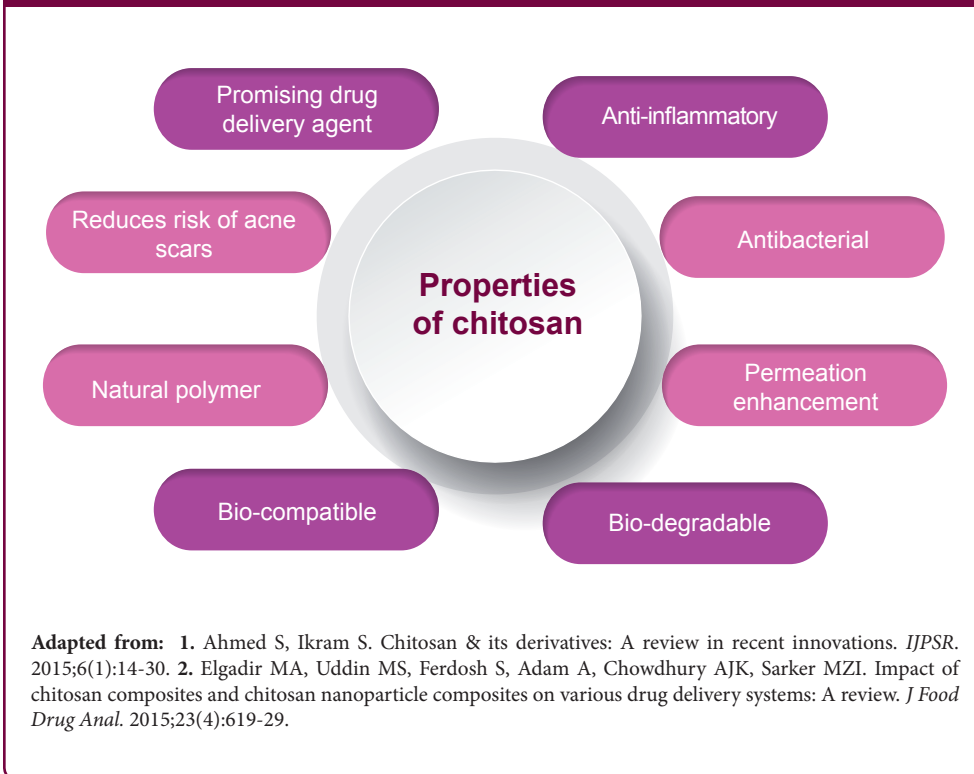 Promising drug
delivery agent
Anti-inflammatory
Reduces risk of acne
scars
Antibacterial
Properties
of chitosan
Natural polymer
Permeation
enhancement
Bio-compatible
Bio-degradable
Adapted from: 1. Ahmed S, Ikram S. Chitosan & its derivatives: A review in recent innovations. IJPSR.
2015;6(1):14-30. 2. Elgadir MA, Uddin MS, Ferdosh S, Adam A, Chowdhury AJK, Sarker MZI. Impact of
chitosan composites and chitosan nanoparticle composites on various drug delivery systems: A review. J Food
Drug Anal. 2015;23(4):619-29.